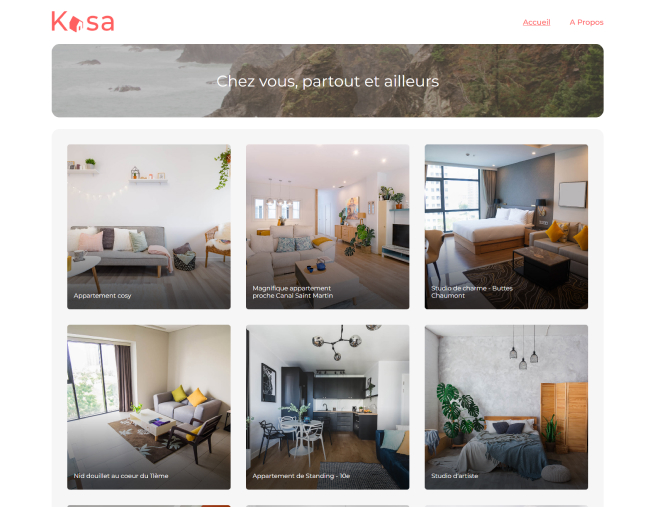 Kasa
Accueil
A Propos
Chez vous, partout et ailleurs
Appartement cosy
Magnifique appartement
proche Canal Saint Martin
Studio de charme - Buttes
Chaumont
Nid douillet au coeur du 11ème
Appartement de Standing - 10e
Studio d'artiste